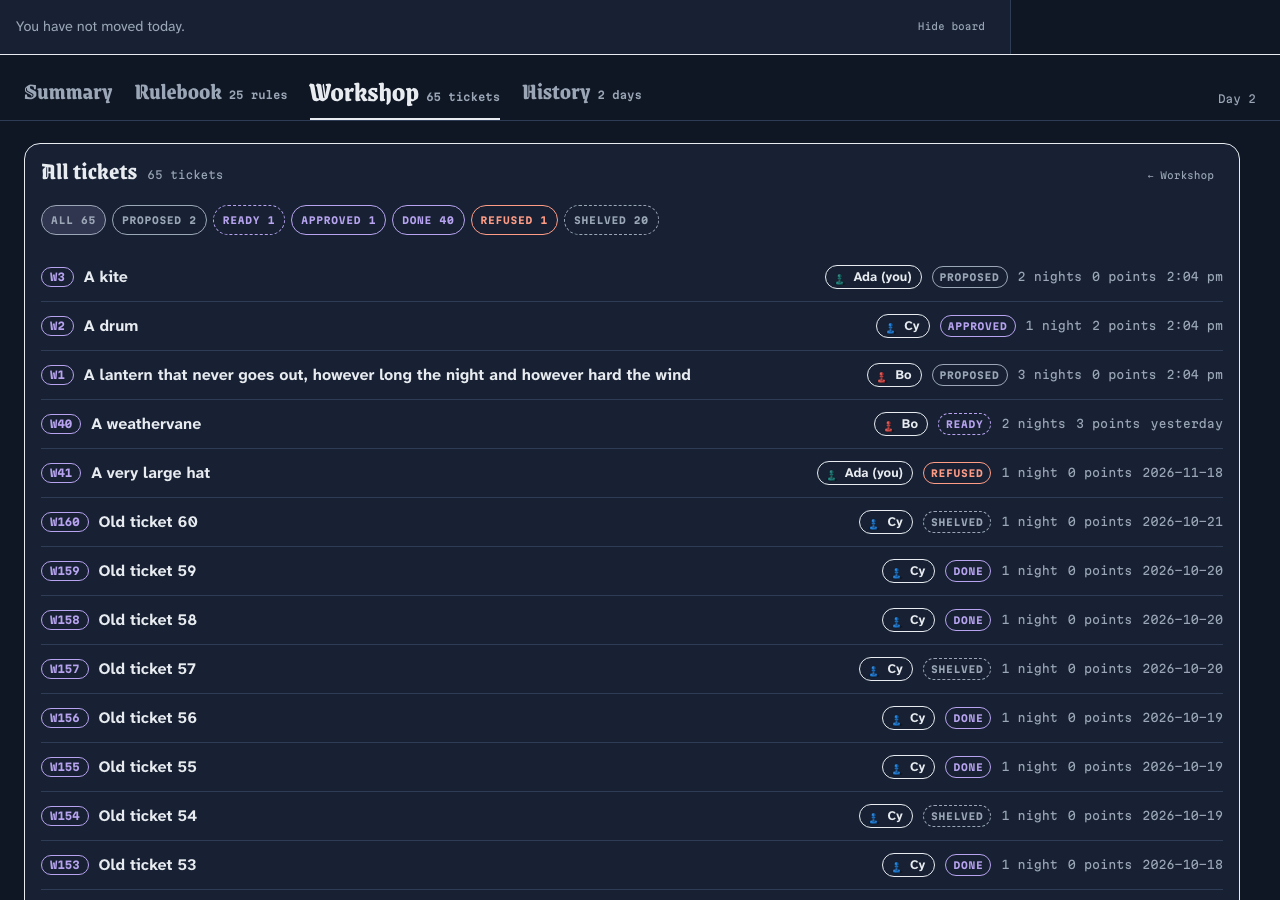 You have not moved today. Hide board
Summary Rulebook 25 rules Workshop 65 tickets History 2 days Day 2
All tickets 65 tickets ← Workshop
ALL 65 PROPOSED 2 READY 1 APPROVED 1 DONE 40 REFUSED 1 SHELVED 20
W3 A kite Ada (you) PROPOSED 2 nights 0 points 2:04 pm
W2 A drum Cy APPROVED 1 night 2 points 2:04 pm
W1 A lantern that never goes out, however long the night and however hard the wind Bo PROPOSED 3 nights 0 points 2:04 pm
W40 A weathervane Bo READY 2 nights 3 points yesterday
W41 A very large hat Ada (you) REFUSED 1 night 0 points 2026-11-18
W160 Old ticket 60 Cy SHELVED 1 night 0 points 2026-10-21
W159 Old ticket 59 Cy DONE 1 night 0 points 2026-10-20
W158 Old ticket 58 Cy DONE 1 night 0 points 2026-10-20
W157 Old ticket 57 Cy SHELVED 1 night 0 points 2026-10-20
W156 Old ticket 56 Cy DONE 1 night 0 points 2026-10-19
W155 Old ticket 55 Cy DONE 1 night 0 points 2026-10-19
W154 Old ticket 54 Cy SHELVED 1 night 0 points 2026-10-19
W153 Old ticket 53 Cy DONE 1 night 0 points 2026-10-18